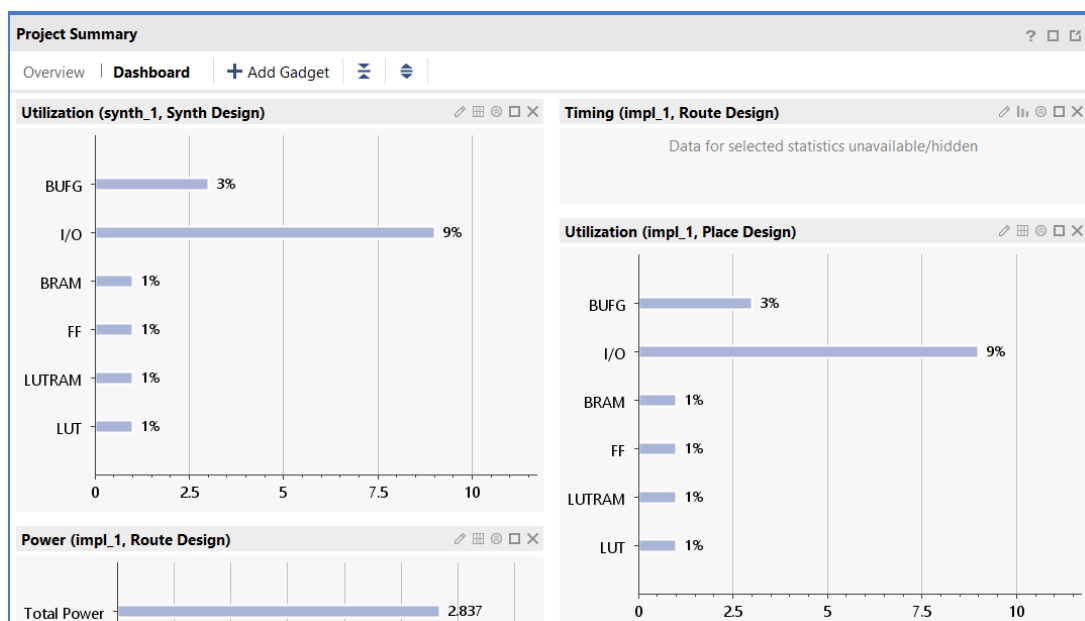 Project Summary
Overview Dashboard Add Gadget
Utilization (synth_1, Synth Design)
BUFG 3%
I/O 9%
BRAM 1%
FF 1%
LUTRAM 1%
LUT 1%
0 2.5 5 7.5 10
Power (impl_1, Route Design)
Total Power 2.837
Timing (impl_1, Route Design)
Data for selected statistics unavailable/hidden
Utilization (impl_1, Place Design)
BUFG 3%
I/O 9%
BRAM 1%
FF 1%
LUTRAM 1%
LUT 1%
0 2.5 5 7.5 10